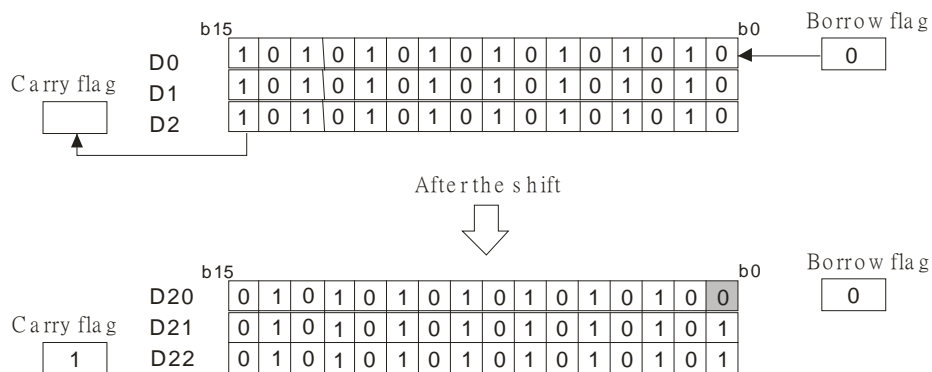 b15 b0 Borrow flag
D0 1 0 1 0 1 0 1 0 1 0 1 0 1 0 1 0 0
Carry flag D1 1 0 1 0 1 0 1 0 1 0 1 0 1 0 1 0
D2 1 0 1 0 1 0 1 0 1 0 1 0 1 0 1 0
After the shift
b15 b0 Borrow flag
D20 0 1 0 1 0 1 0 1 0 1 0 1 0 1 0 0 0
Carry flag D21 0 1 0 1 0 1 0 1 0 1 0 1 0 1 0 1
1 D22 0 1 0 1 0 1 0 1 0 1 0 1 0 1 0 1